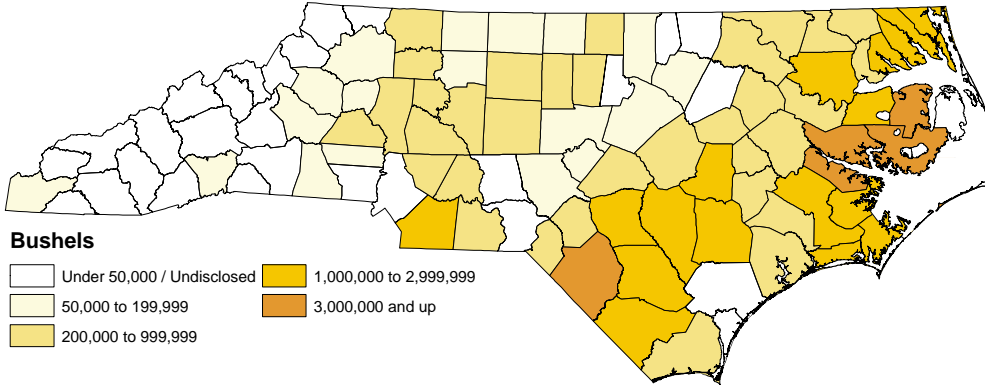 Bushels
Under 50,000 / Undisclosed
50,000 to 199,999
200,000 to 999,999
1,000,000 to 2,999,999
3,000,000 and up